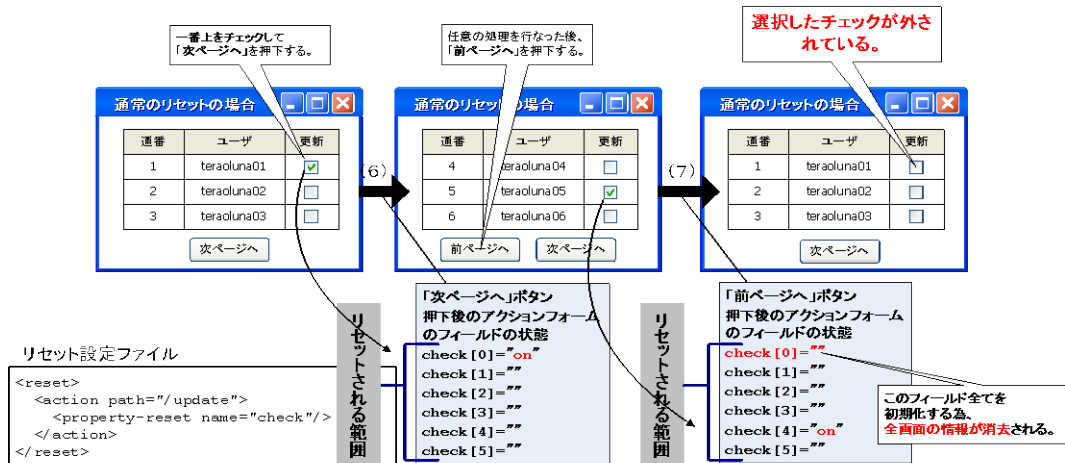 一番上をチェックして
「次ページへ」を押下する。
任意の処理を行なった後、
「前ページへ」を押下する。
選択したチェックが外さ
れている。
通常のリセットの場合
通番 ユーザ 更新
1 teraoluna01
2 teraoluna02
3 teraoluna03
次ページへ
(6)
通常のリセットの場合
通番 ユーザ 更新
4 teraoluna04
5 teraoluna05
6 teraoluna06
前ページへ 次ページへ
(7)
通常のリセットの場合
通番 ユーザ 更新
1 teraoluna01
2 teraoluna02
3 teraoluna03
次ページへ
リセット設定ファイル
<reset>
<action path="/update">
<property-reset name="check"/>
</action>
</reset>
リセットされる範囲
「次ページへ」ボタン
押下後のアクションフォーム
のフィールドの状態
check[0]="on"
check[1]=""
check[2]=""
check[3]=""
check[4]=""
check[5]=""
リセットされる範囲
「前ページへ」ボタン
押下後のアクションフォーム
のフィールドの状態
check[0]=""
check[1]=""
check[2]=""
check[3]=""
check[4]="on"
check[5]=""
このフィールド全てを
初期化する為、
全画面の情報が消去される。